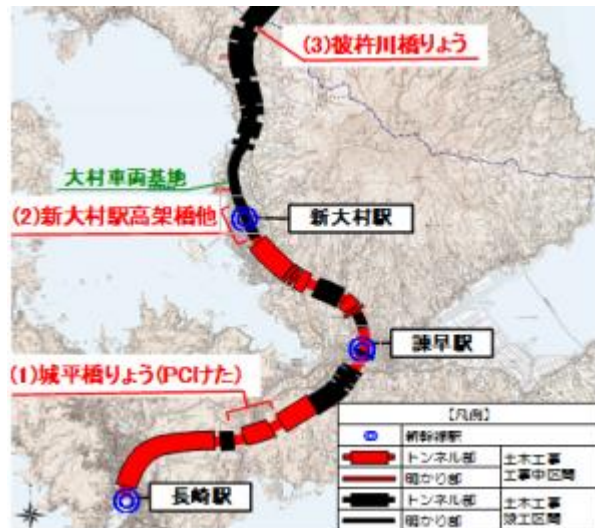 (3)彼杵川橋りょう
大村車両基地
(2)新大村駅高架橋他
新大村駅
諫早駅
(1)城平橋りょう(PCけた)
長崎駅
【凡例】
新幹線駅
トンネル部
明かり部
土木工事
工事中区間
トンネル部
明かり部
土木工事
竣工区間